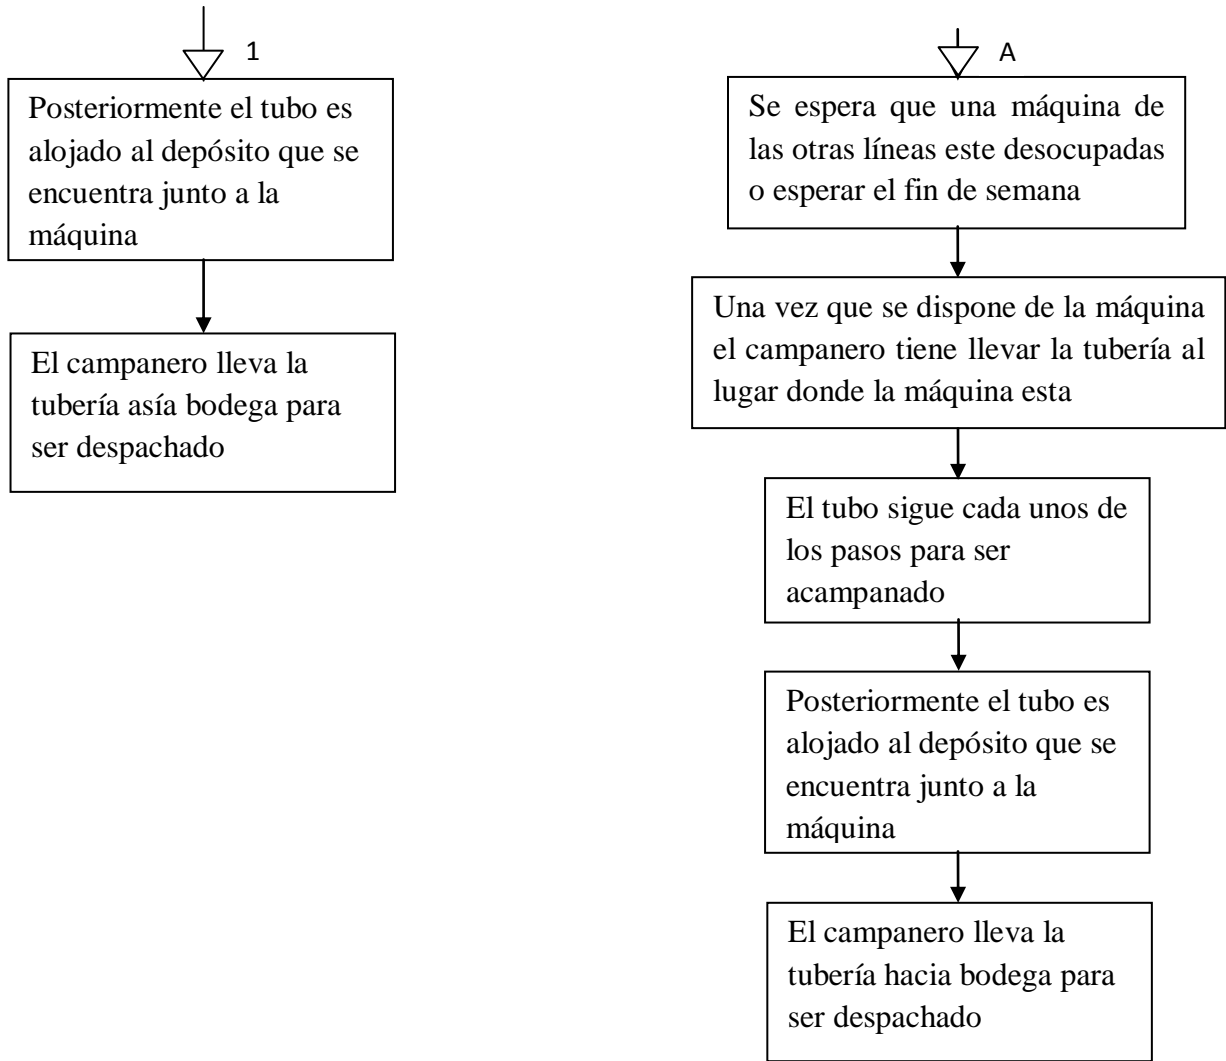 1
Posteriormente el tubo es
alojado al depósito que se
encuentra junto a la
máquina
El campanero lleva la
tubería asía bodega para
ser despachado
A
Se espera que una máquina de
las otras líneas este desocupadas
o esperar el fin de semana
Una vez que se dispone de la máquina
el campanero tiene llevar la tubería al
lugar donde la máquina esta
El tubo sigue cada unos de
los pasos para ser
acampanado
Posteriormente el tubo es
alojado al depósito que se
encuentra junto a la
máquina
El campanero lleva la
tubería hacia bodega para
ser despachado